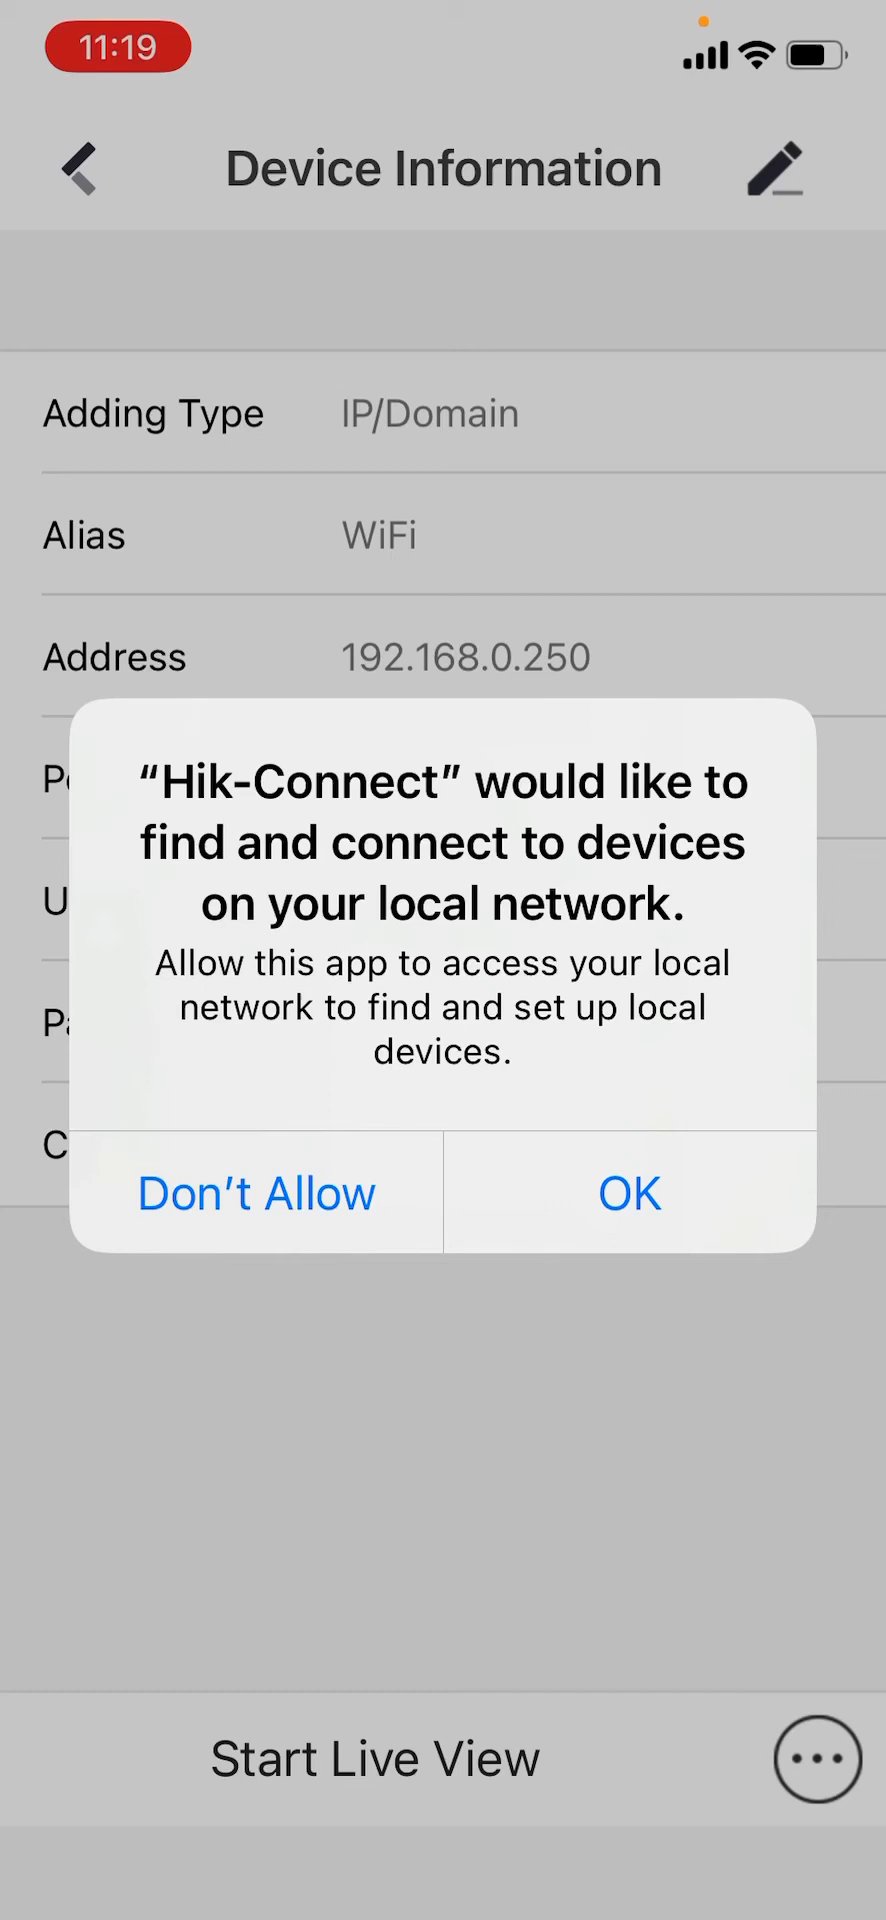 11:19
Device Information
Adding Type IP/Domain
Alias WiFi
Address 192.168.0.250
“Hik-Connect” would like to
find and connect to devices
on your local network.
Allow this app to access your local
network to find and set up local
devices.
Don’t Allow OK
Start Live View